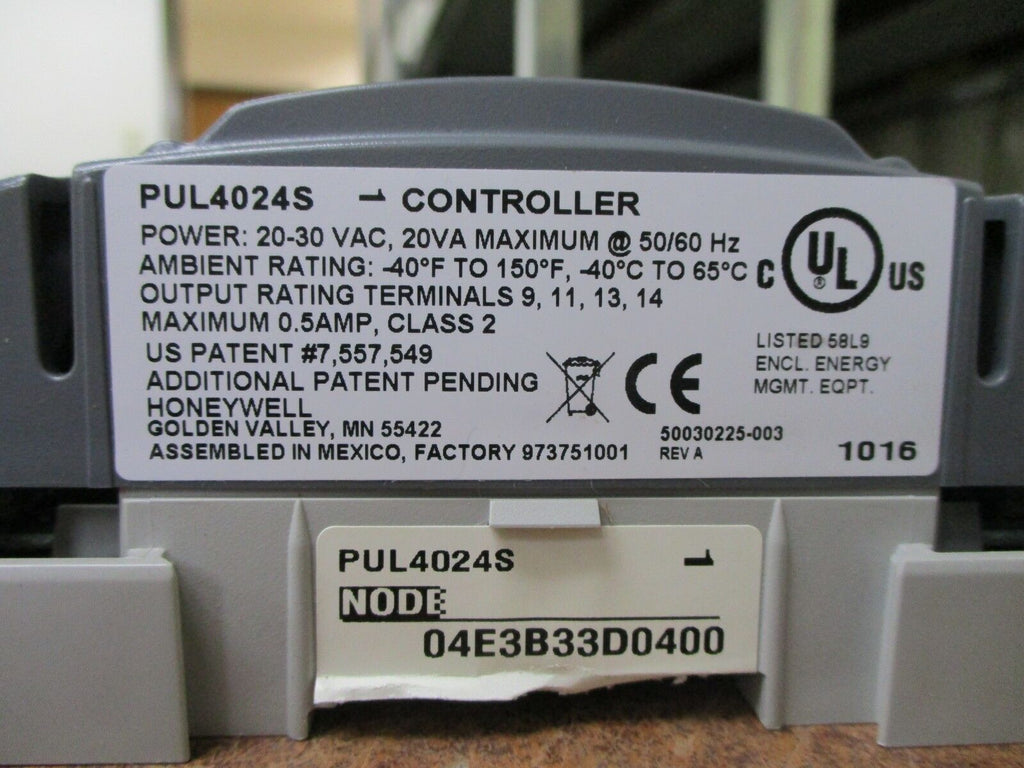 PUL4024S 1 CONTROLLER
POWER: 20-30 VAC, 20VA MAXIMUM @ 50/60 Hz
AMBIENT RATING: -40°F TO 150°F, -40°C TO 65°C
OUTPUT RATING TERMINALS 9, 11, 13, 14
MAXIMUM 0.5AMP, CLASS 2
US PATENT #7,557,549
ADDITIONAL PATENT PENDING
HONEYWELL
GOLDEN VALLEY, MN 55422
ASSEMBLED IN MEXICO, FACTORY 973751001
C UL ® US
LISTED 58L9
ENCL. ENERGY
MGMT. EQPT.
CE
50030225-003
REV A
1016
PUL4024S 1
NODE
04E3B33D0400